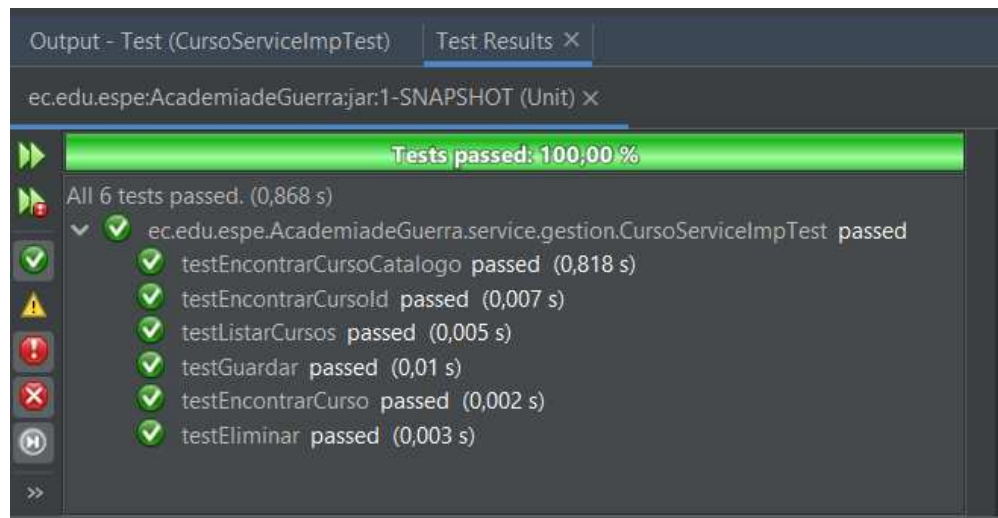 Output - Test (CursoServiceImpTest) Test Results ×
ec.edu.espe:AcademiadeGuerra:jar:1-SNAPSHOT (Unit) ×
Tests passed: 100,00 %
All 6 tests passed. (0,868 s)
ec.edu.espe.AcademiadeGuerra.service.gestion.CursoServiceImpTest passed
testEncontrarCursoCatalogo passed (0,818 s)
testEncontrarCursoId passed (0,007 s)
testListarCursos passed (0,005 s)
testGuardar passed (0,01 s)
testEncontrarCurso passed (0,002 s)
testEliminar passed (0,003 s)